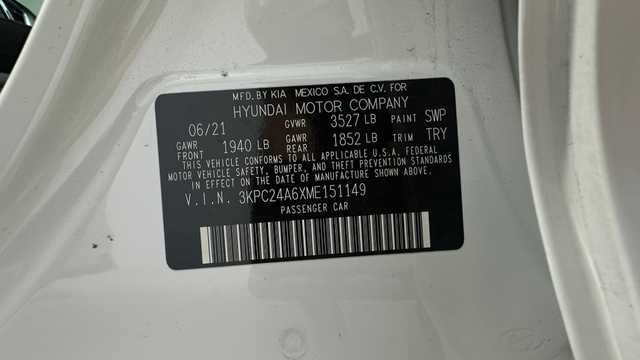 MFD. BY KIA MEXICO S.A. DE C.V. FOR
HYUNDAI MOTOR COMPANY
06/21 GVWR 3527 LB PAINT SWP
GAWR FRONT 1940 LB GAWR REAR 1852 LB TRIM TRY
THIS VEHICLE CONFORMS TO ALL APPLICABLE U.S.A. FEDERAL
MOTOR VEHICLE SAFETY, BUMPER, AND THEFT PREVENTION STANDARDS
IN EFFECT ON THE DATE OF MANUFACTURE SHOWN ABOVE.
V.I.N. 3KPC24A6XME151149
PASSENGER CAR